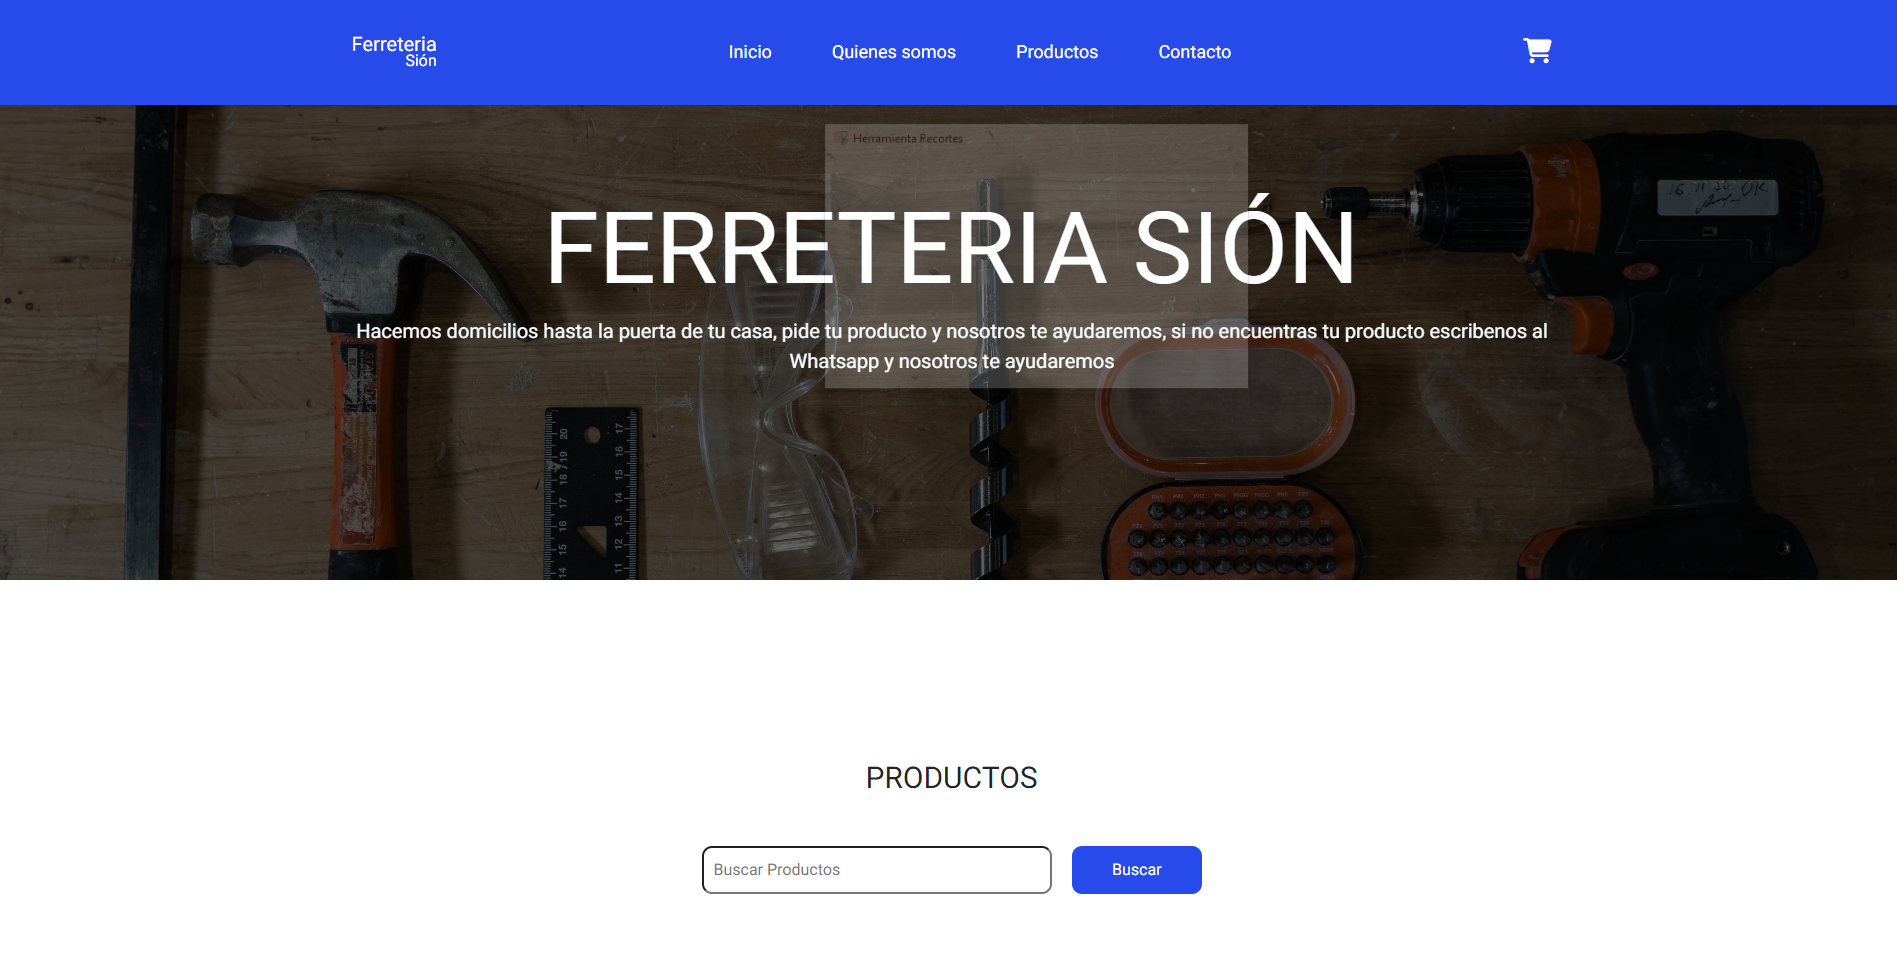 Ferreteria
Sión
Inicio
Quienes somos
Productos
Contacto
Herramienta Recortes
FERRETERIA SIÓN
Hacemos domicilios hasta la puerta de tu casa, pide tu producto y nosotros te ayudaremos, si no encuentras tu producto escribenos al
Whatsapp y nosotros te ayudaremos
PRODUCTOS
Buscar Productos
Buscar